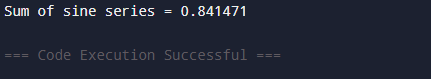 Sum of sine series = 0.841471
=== Code Execution Successful ===